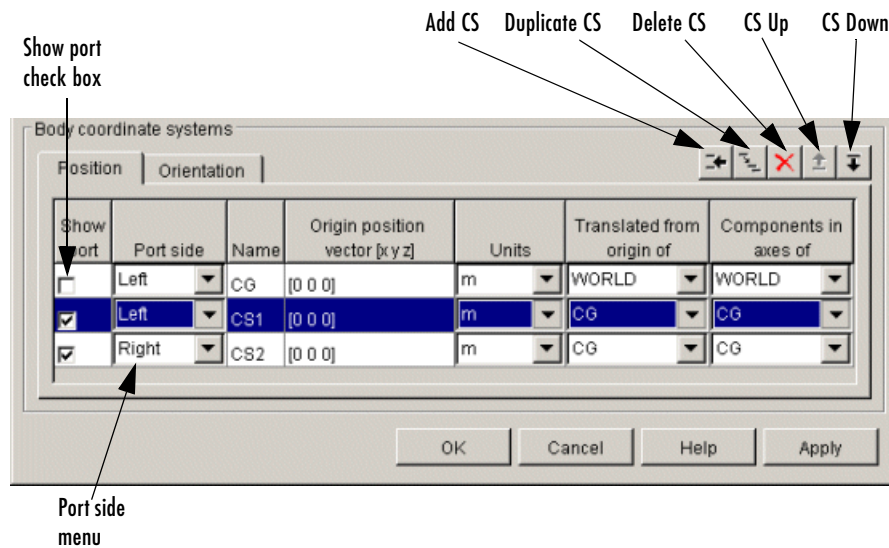 Add CS Duplicate CS Delete CS CS Up CS Down
Show port
check box
Body coordinate systems
Position Orientation
Show
port Port side Name Origin position
vector [x y z] Units Translated from
origin of Components in
axes of
Left CG [0 0 0] m WORLD WORLD
Left CS1 [0 0 0] m CG CG
Right CS2 [0 0 0] m CG CG
OK Cancel Help Apply
Port side
menu